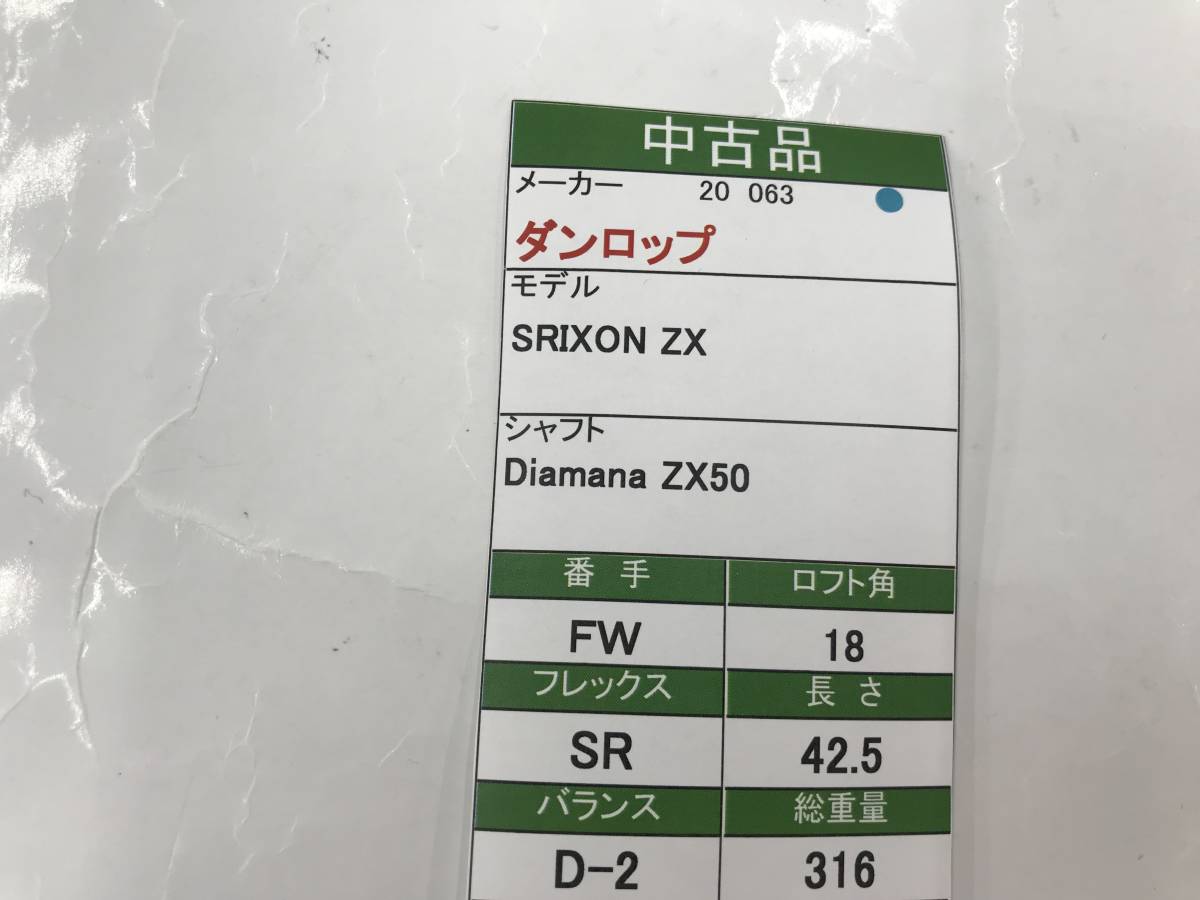 中古品
メーカー 20 063
ダンロップ
モデル
SRIXON ZX
シャフト
Diamana ZX50
番 手 ロフト角
FW 18
フレックス 長 さ
SR 42.5
バランス 総重量
D-2 316